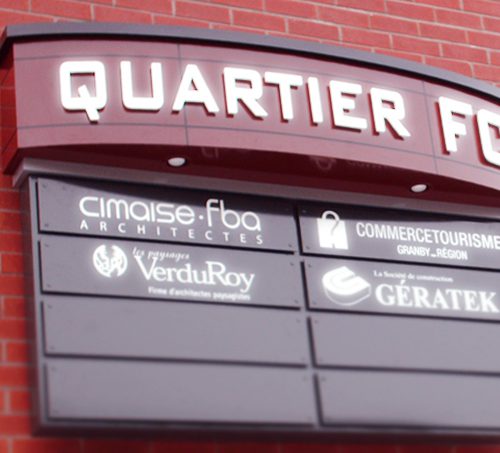 QUARTIER FO
cimaise·fba
ARCHITECTES
COMMERCETOURISME
GRANBY ET RÉGION
les paysages
VerduRoy
Firme d'architectes paysagistes
La Société de construction
GÉRATEK